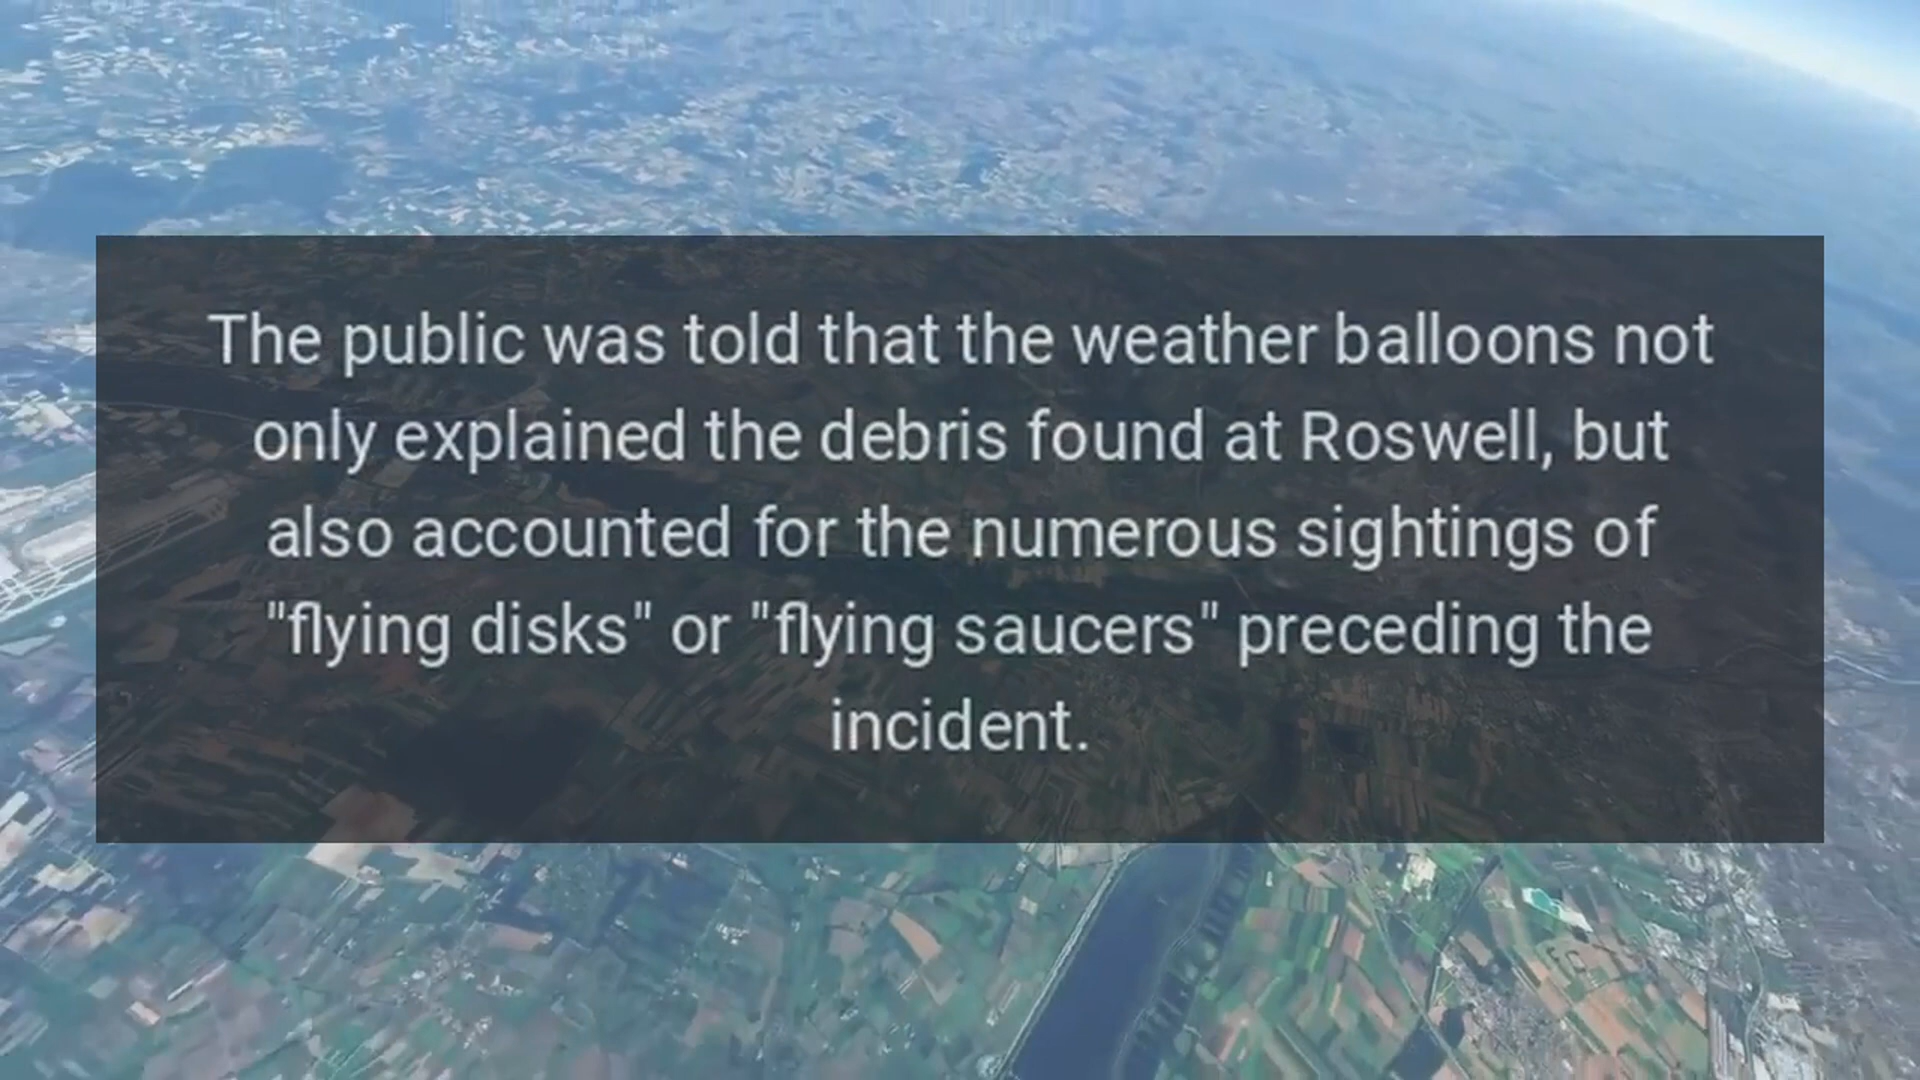 The public was told that the weather balloons not
only explained the debris found at Roswell, but
also accounted for the numerous sightings of
"flying disks" or "flying saucers" preceding the
incident.